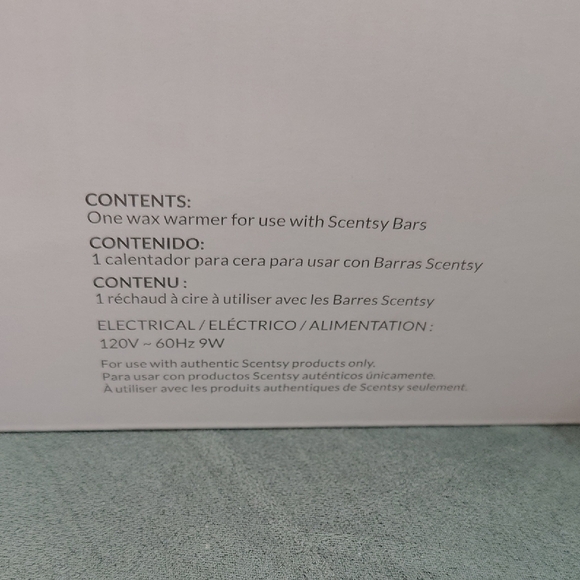 CONTENTS:
One wax warmer for use with Scentsy Bars
CONTENIDO:
1 calentador para cera para usar con Barras Scentsy
CONTENU :
1 réchaud à cire à utiliser avec les Barres Scentsy
ELECTRICAL / ELÉCTRICO / ALIMENTATION :
120V ~ 60Hz 9W
For use with authentic Scentsy products only.
Para usar con productos Scentsy auténticos únicamente.
À utiliser avec les produits authentiques de Scentsy seulement.